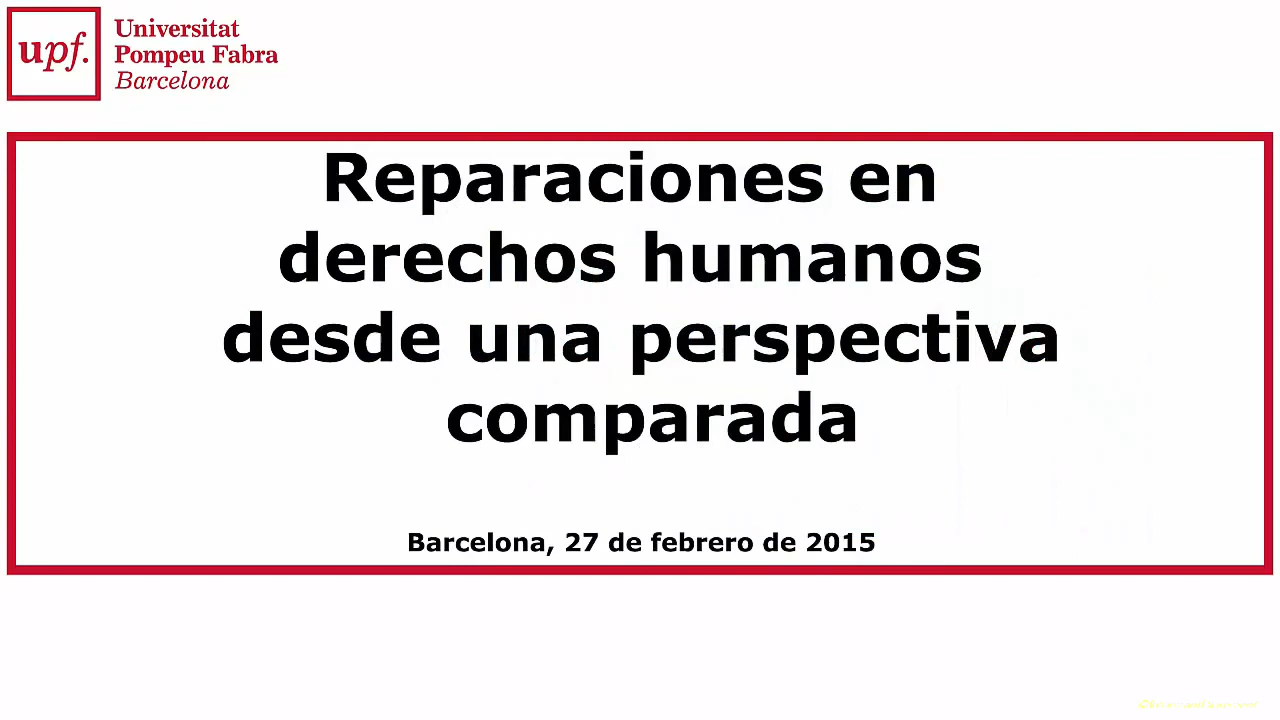 upf.
Universitat
Pompeu Fabra
Barcelona
Reparaciones en
derechos humanos
desde una perspectiva
comparada
Barcelona, 27 de febrero de 2015